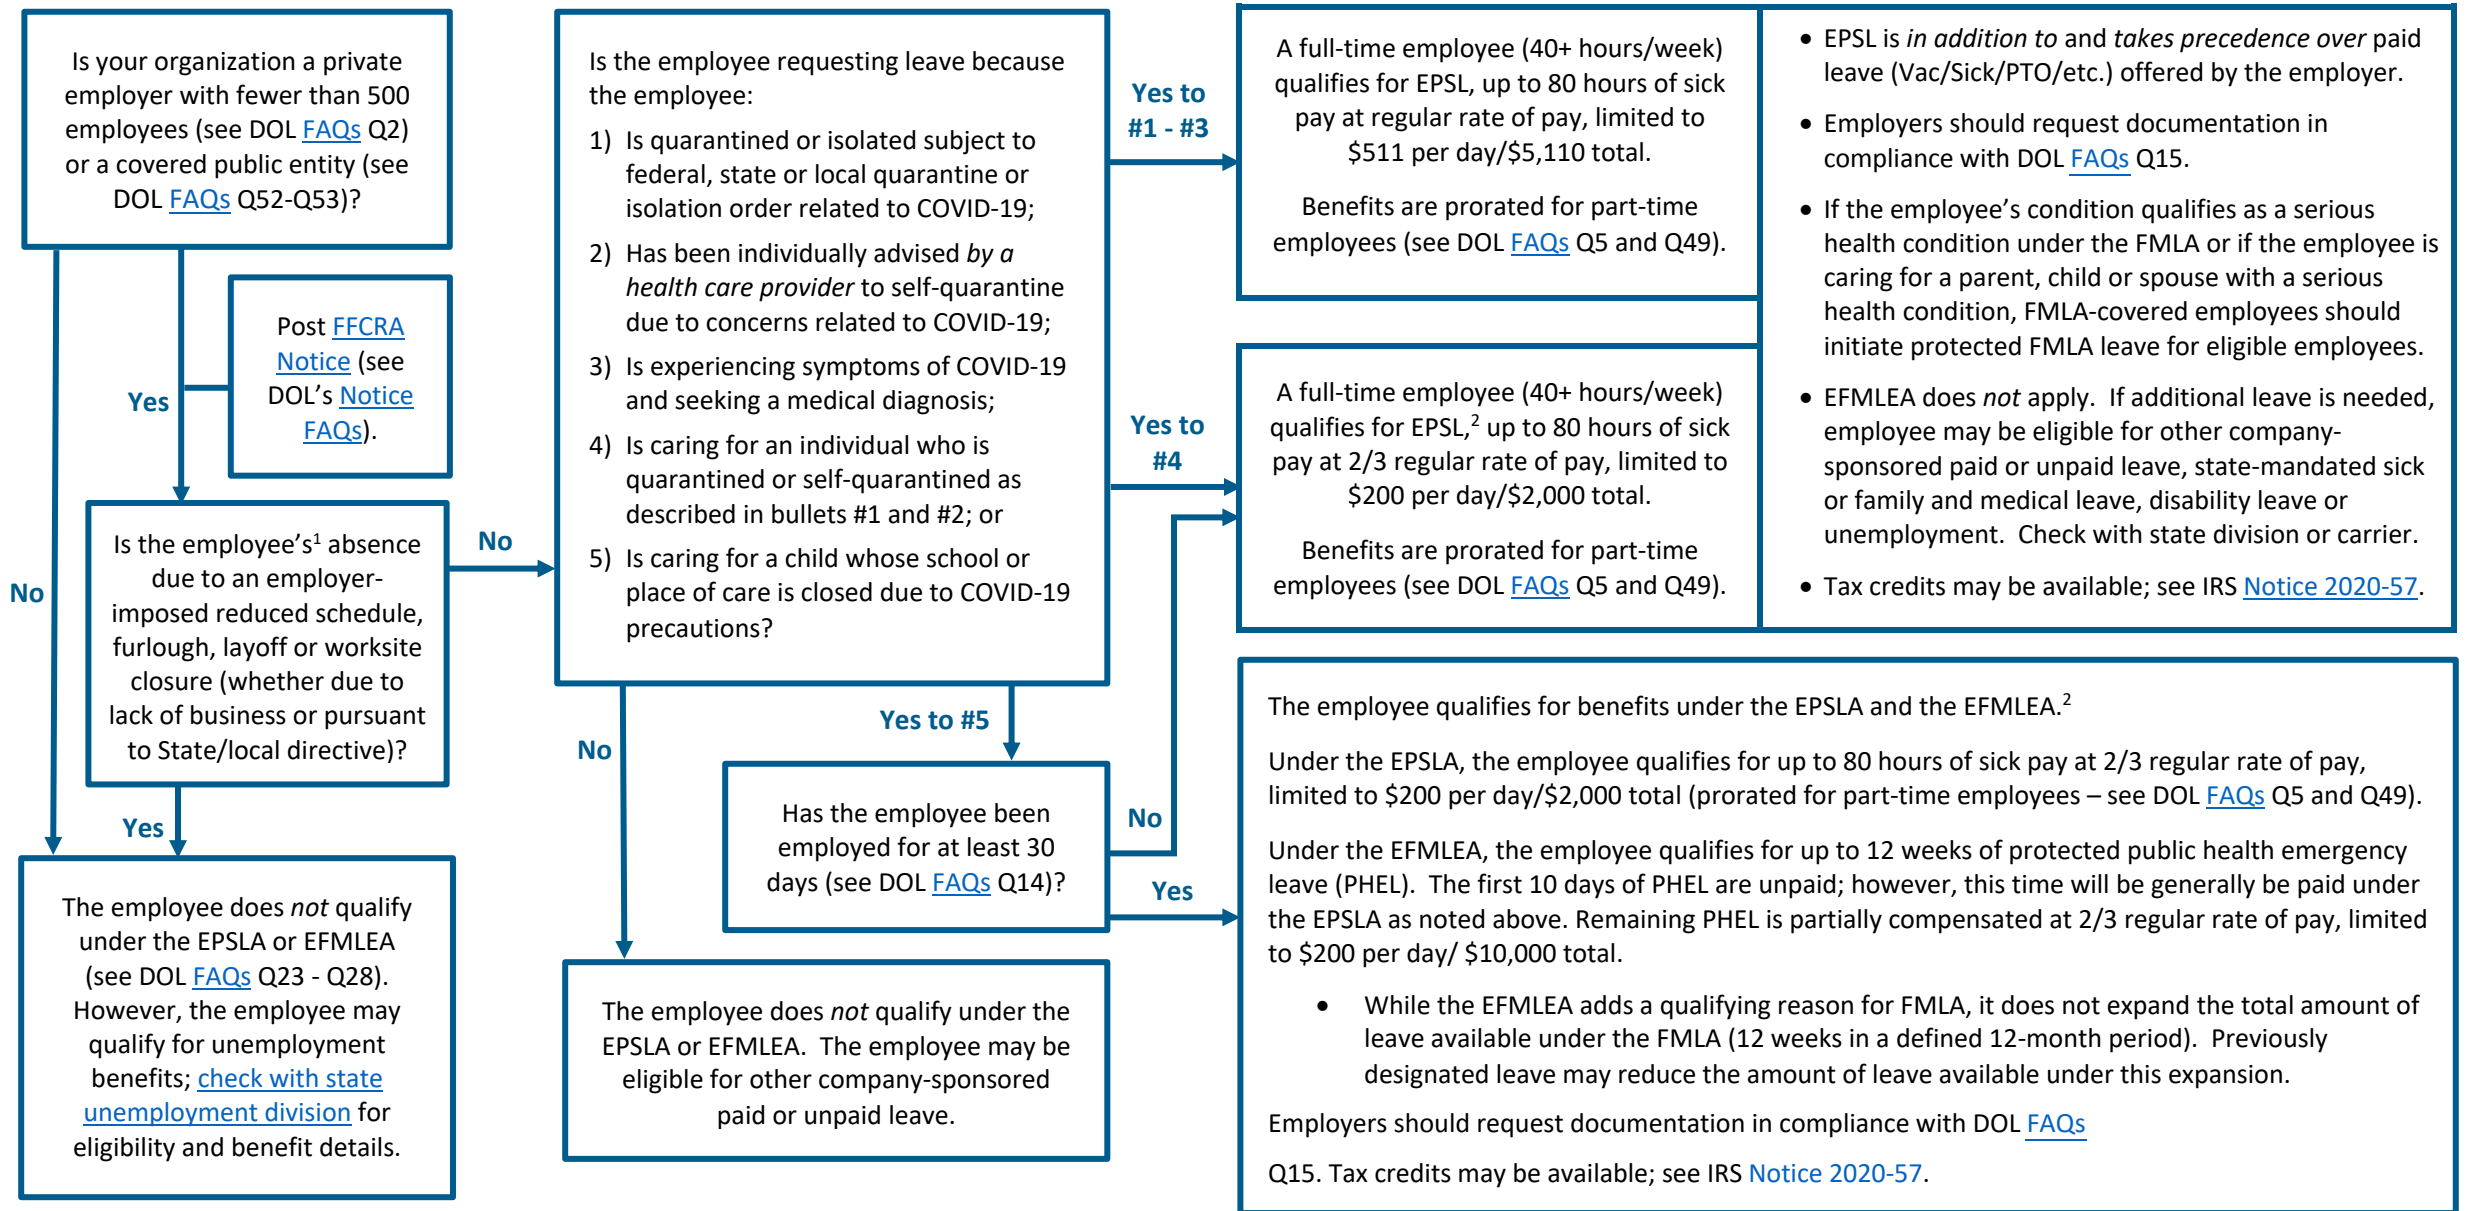 Is your organization a private
employer with fewer than 500
employees (see DOL FAQs Q2)
or a covered public entity (see
DOL FAQs Q52-Q53)?
No
Yes
Post FFCRA
Notice (see
DOL’s Notice
FAQs).
Is the employee’s¹ absence
due to an employer-
imposed reduced schedule,
furlough, layoff or worksite
closure (whether due to
lack of business or pursuant
to State/local directive)?
Yes
The employee does not qualify
under the EPSLA or EFMLEA
(see DOL FAQs Q23 - Q28).
However, the employee may
qualify for unemployment
benefits; check with state
unemployment division for
eligibility and benefit details.
No
Is the employee requesting leave because
the employee:
1) Is quarantined or isolated subject to
federal, state or local quarantine or
isolation order related to COVID-19;
2) Has been individually advised by a
health care provider to self-quarantine
due to concerns related to COVID-19;
3) Is experiencing symptoms of COVID-19
and seeking a medical diagnosis;
4) Is caring for an individual who is
quarantined or self-quarantined as
described in bullets #1 and #2; or
5) Is caring for a child whose school or
place of care is closed due to COVID-19
precautions?
No
The employee does not qualify under the
EPSLA or EFMLEA. The employee may be
eligible for other company-sponsored
paid or unpaid leave.
Yes to #5
Has the employee been
employed for at least 30
days (see DOL FAQs Q14)?
No
Yes
Yes to
#1 - #3
A full-time employee (40+ hours/week)
qualifies for EPSL, up to 80 hours of sick
pay at regular rate of pay, limited to
$511 per day/$5,110 total.
Benefits are prorated for part-time
employees (see DOL FAQs Q5 and Q49).
Yes to
#4
A full-time employee (40+ hours/week)
qualifies for EPSL,² up to 80 hours of sick
pay at 2/3 regular rate of pay, limited to
$200 per day/$2,000 total.
Benefits are prorated for part-time
employees (see DOL FAQs Q5 and Q49).
• EPSL is in addition to and takes precedence over paid
leave (Vac/Sick/PTO/etc.) offered by the employer.
• Employers should request documentation in
compliance with DOL FAQs Q15.
• If the employee’s condition qualifies as a serious
health condition under the FMLA or if the employee is
caring for a parent, child or spouse with a serious
health condition, FMLA-covered employees should
initiate protected FMLA leave for eligible employees.
• EFMLEA does not apply. If additional leave is needed,
employee may be eligible for other company-
sponsored paid or unpaid leave, state-mandated sick
or family and medical leave, disability leave or
unemployment. Check with state division or carrier.
• Tax credits may be available; see IRS Notice 2020-57.
The employee qualifies for benefits under the EPSLA and the EFMLEA.²
Under the EPSLA, the employee qualifies for up to 80 hours of sick pay at 2/3 regular rate of pay,
limited to $200 per day/$2,000 total (prorated for part-time employees – see DOL FAQs Q5 and Q49).
Under the EFMLEA, the employee qualifies for up to 12 weeks of protected public health emergency
leave (PHEL). The first 10 days of PHEL are unpaid; however, this time will be generally be paid under
the EPSLA as noted above. Remaining PHEL is partially compensated at 2/3 regular rate of pay, limited
to $200 per day/ $10,000 total.
• While the EFMLEA adds a qualifying reason for FMLA, it does not expand the total amount of
leave available under the FMLA (12 weeks in a defined 12-month period). Previously
designated leave may reduce the amount of leave available under this expansion.
Employers should request documentation in compliance with DOL FAQs
Q15. Tax credits may be available; see IRS Notice 2020-57.